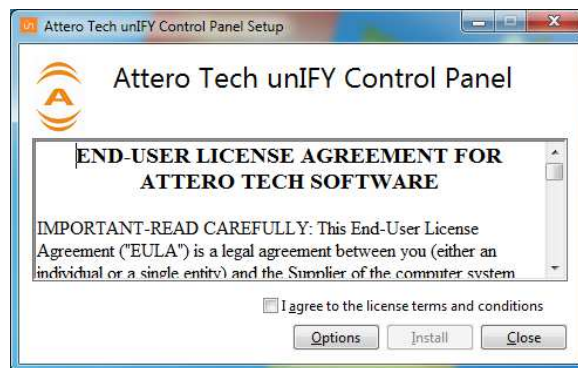 Attero Tech unIFY Control Panel Setup
Attero Tech unIFY Control Panel
END-USER LICENSE AGREEMENT FOR
ATTERO TECH SOFTWARE
IMPORTANT-READ CAREFULLY: This End-User License
Agreement ("EULA") is a legal agreement between you (either an
individual or a single entity) and the Supplier of the computer system
I agree to the license terms and conditions
Options Install Close